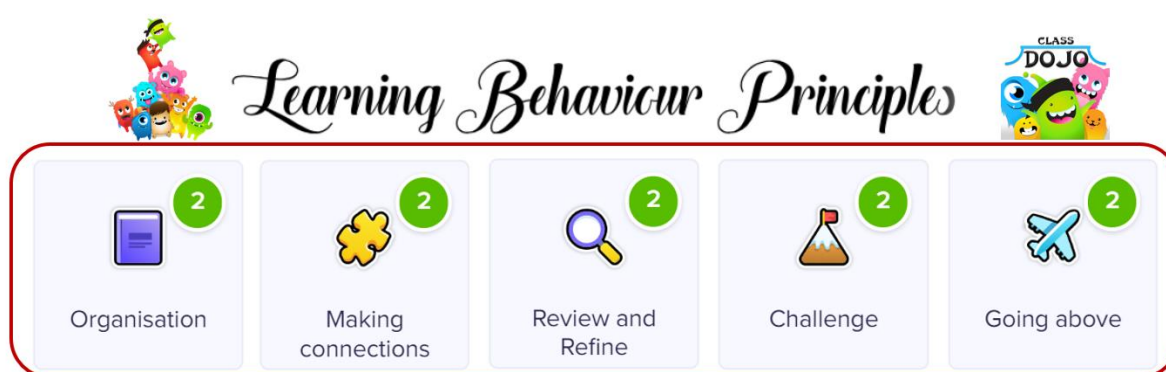 CLASS
DOJO
Learning Behaviour Principles
2
2
2
2
2
Organisation
Making
connections
Review and
Refine
Challenge
Going above